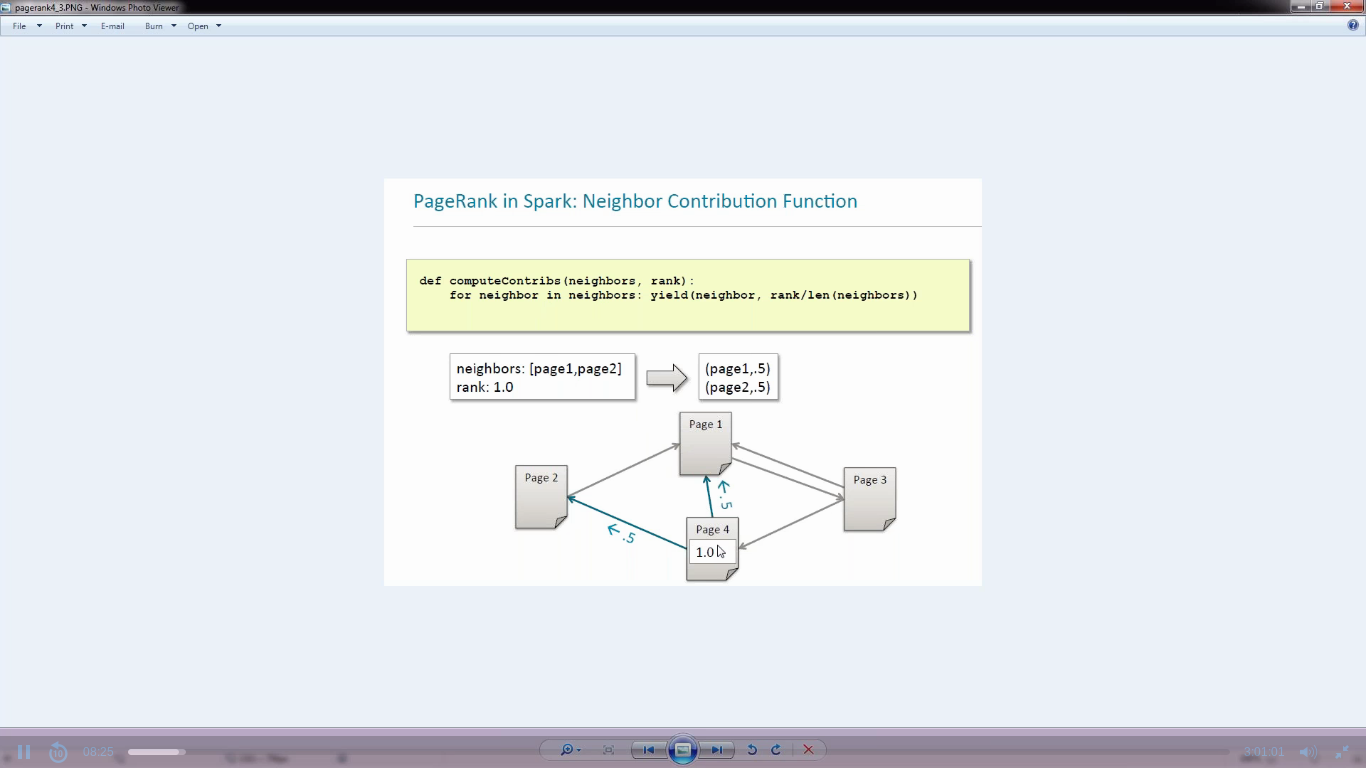 pagerank4_3.PNG - Windows Photo Viewer
File Print E-mail Burn Open
PageRank in Spark: Neighbor Contribution Function
def computeContribs(neighbors, rank):
for neighbor in neighbors: yield(neighbor, rank/len(neighbors))
neighbors: [page1,page2]
rank: 1.0
(page1,.5)
(page2,.5)
Page 1
Page 2
Page 3
← .5
← .5
Page 4
1.0
10
08:25
3:01:01